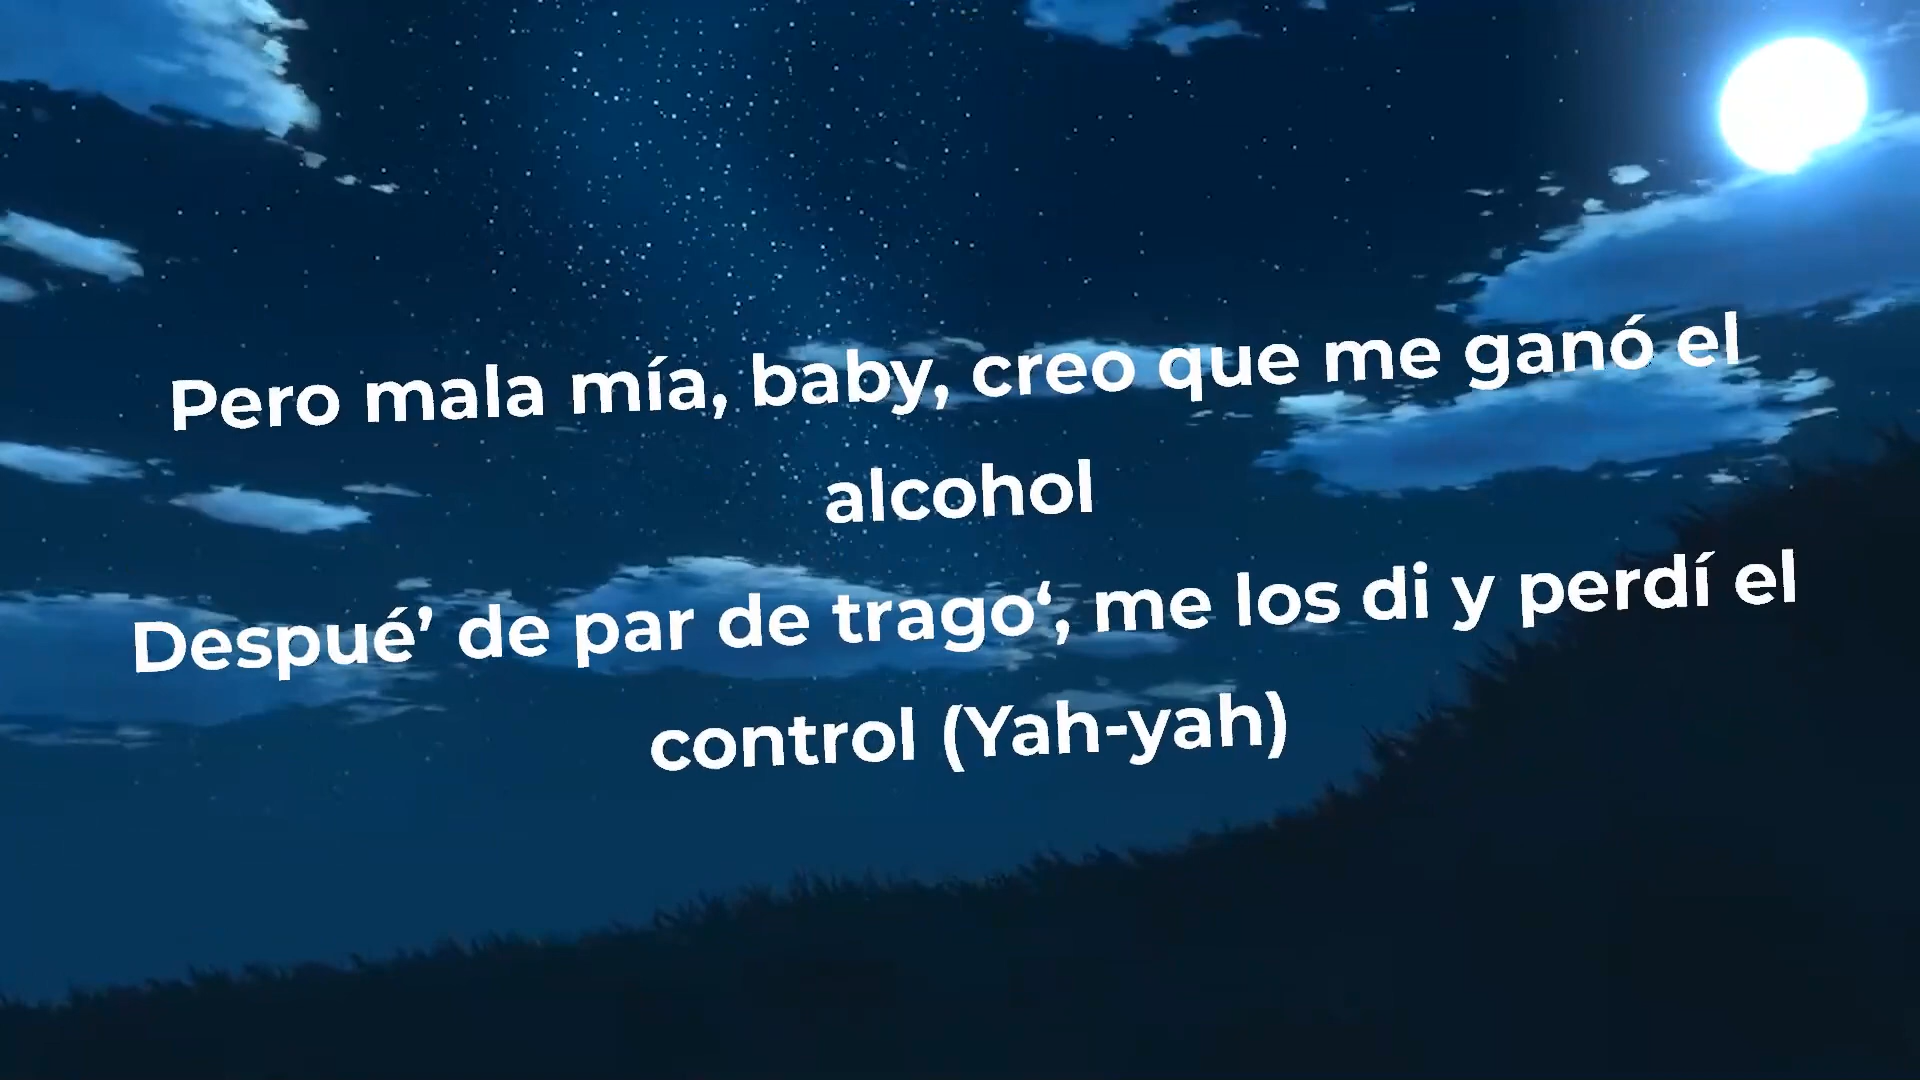 Pero mala mía, baby, creo que me ganó el
alcohol
Despué’ de par de trago‘, me los di y perdí el
control (Yah-yah)